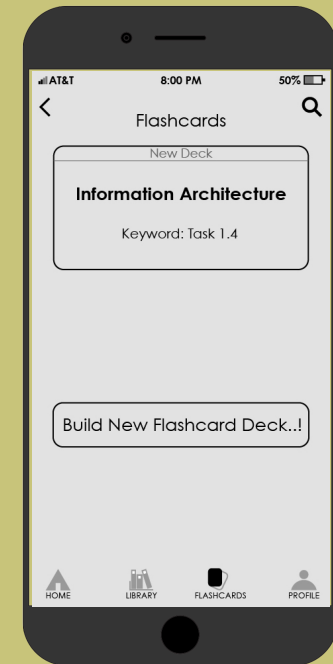 AT&T 8:00 PM 50%
Flashcards
New Deck
Information Architecture
Keyword: Task 1.4
Build New Flashcard Deck..!
HOME LIBRARY FLASHCARDS PROFILE